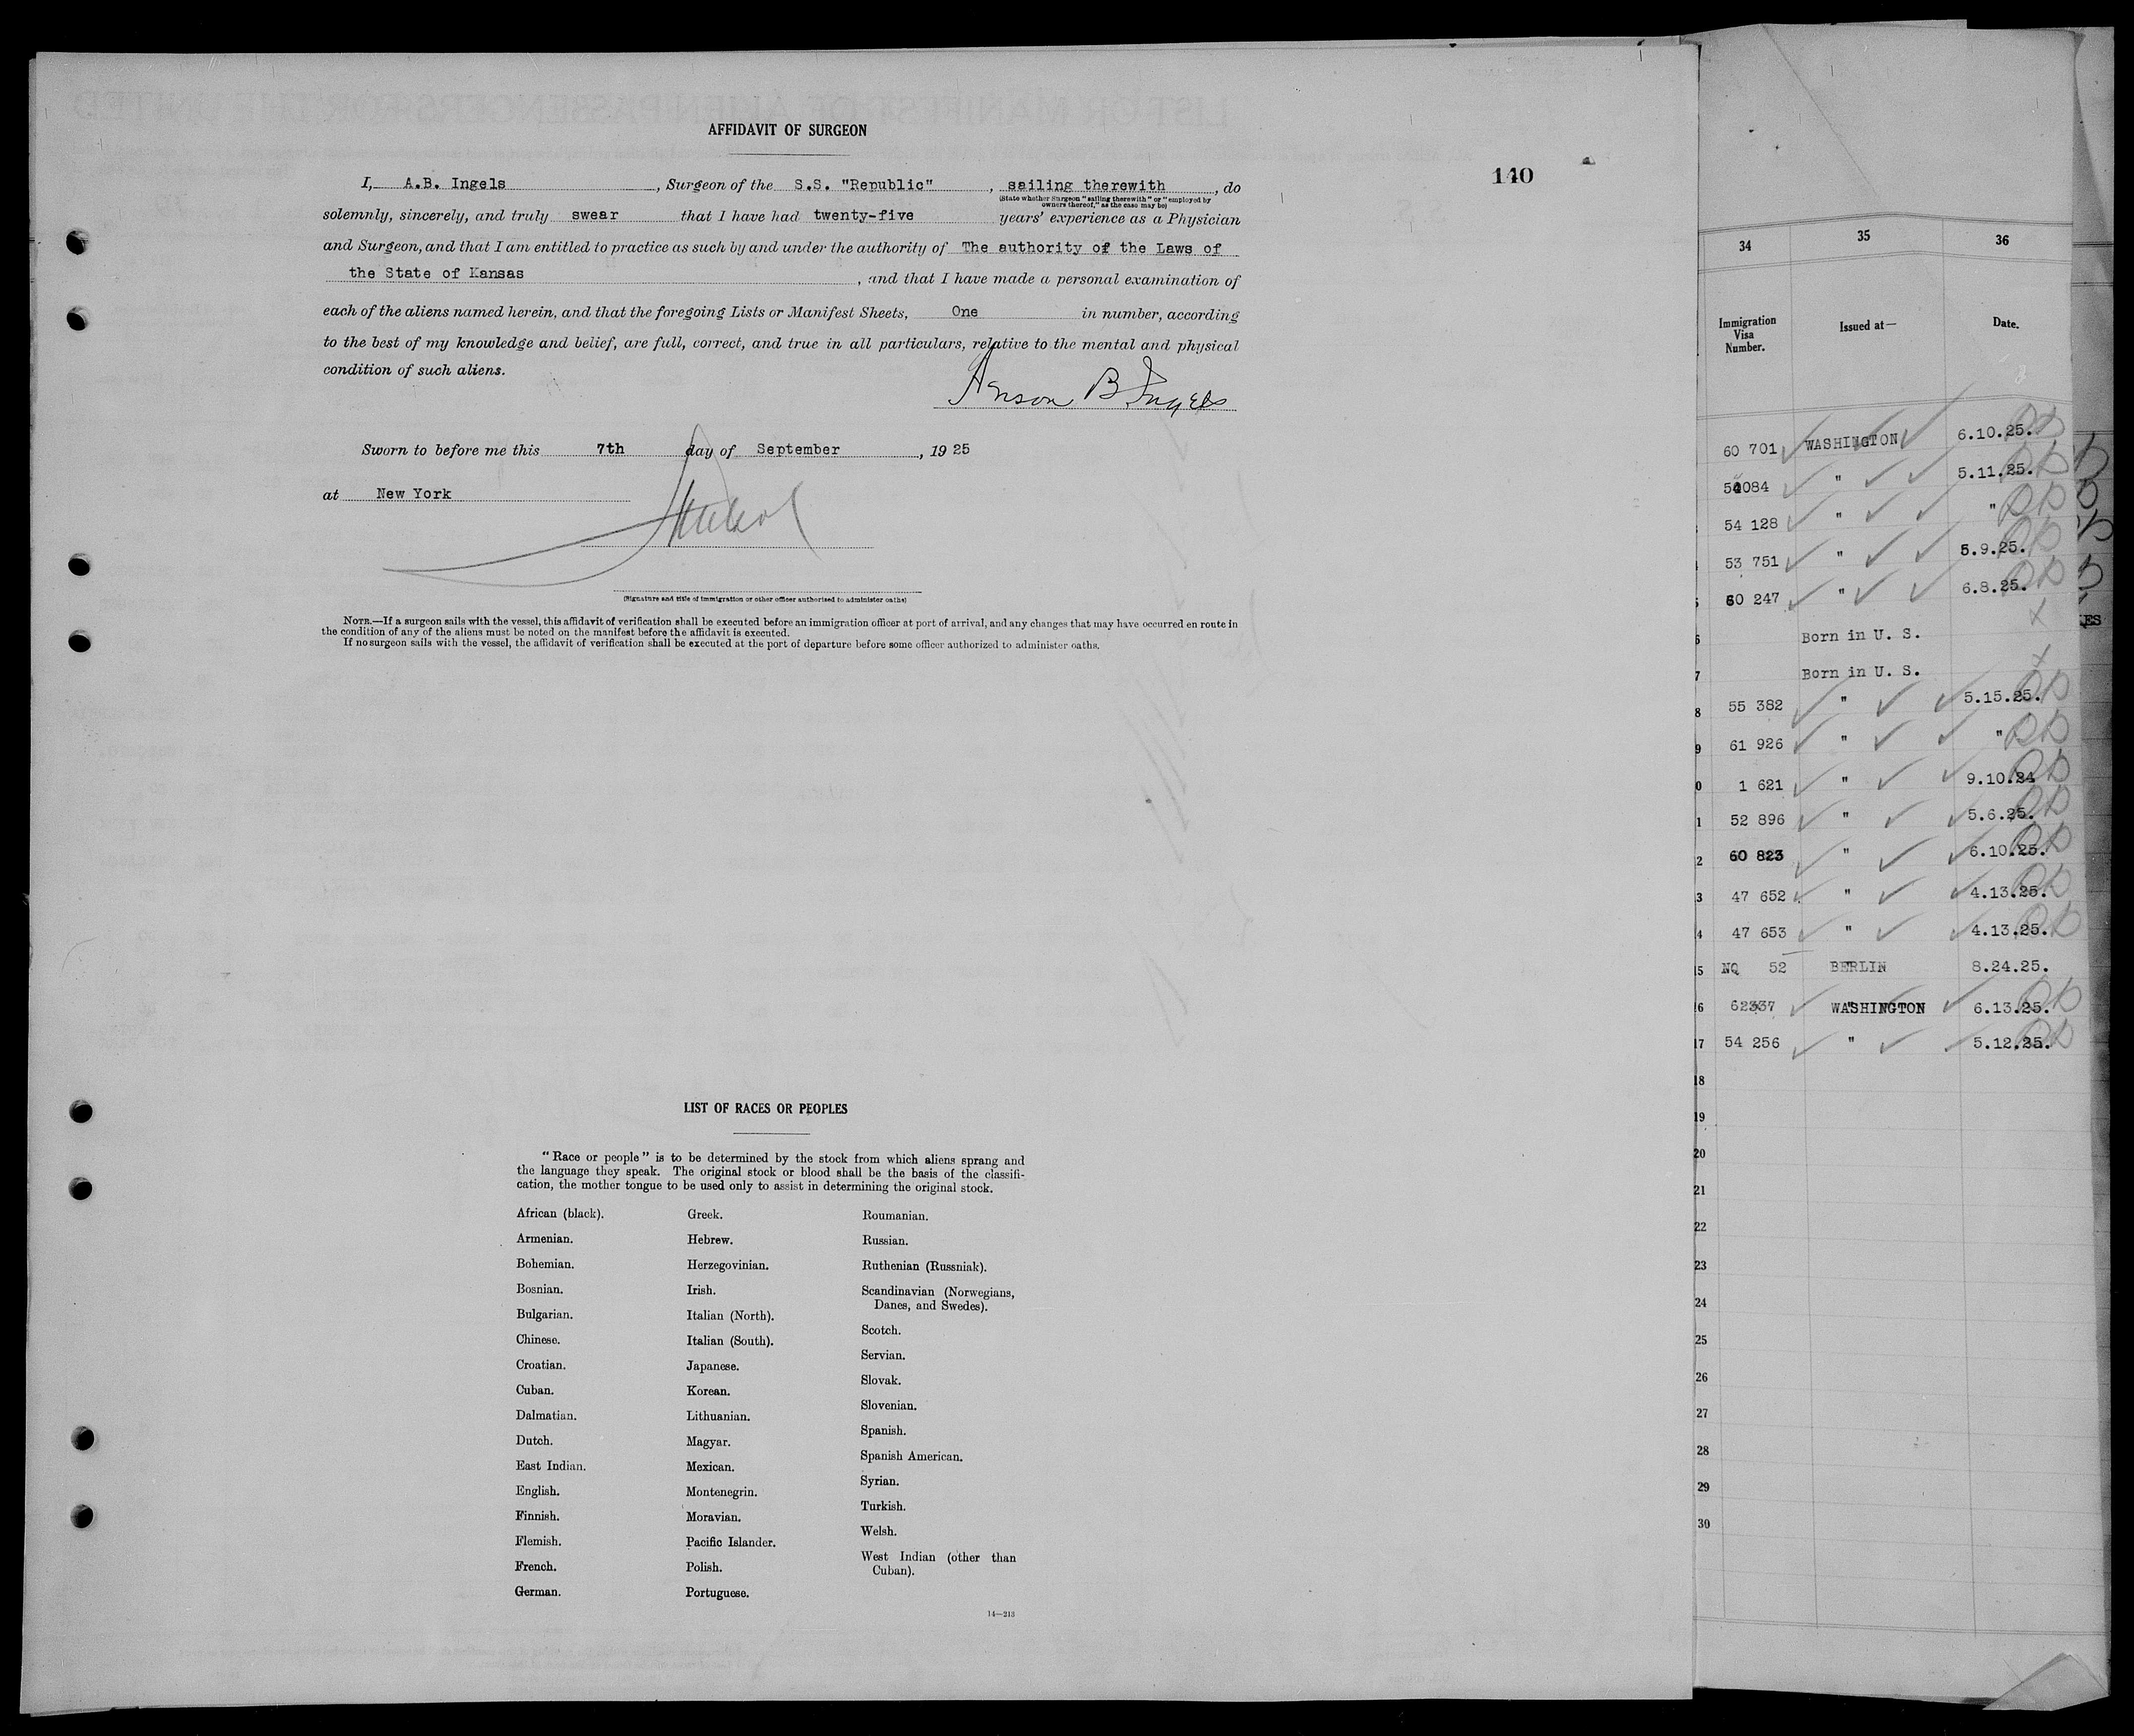 AFFIDAVIT OF SURGEON
140
I, A.B. Ingels, Surgeon of the S.S. "Republic", sailing therewith, do
(State whether Surgeon "sailing therewith" or "employed by
owners thereof," as the case may be)
solemnly, sincerely, and truly swear that I have had twenty-five years' experience as a Physician
and Surgeon, and that I am entitled to practice as such by and under the authority of The authority of the Laws of
the State of Kansas, and that I have made a personal examination of
each of the aliens named herein, and that the foregoing Lists or Manifest Sheets, One in number, according
to the best of my knowledge and belief, are full, correct, and true in all particulars, relative to the mental and physical
condition of such aliens.
Anson B. Ingels
Sworn to before me this 7th day of September, 1925
at New York
(Signature and title of immigration or other officer authorized to administer oaths)
NOTE.—If a surgeon sails with the vessel, this affidavit of verification shall be executed before an immigration officer at port of arrival, and any changes that may have occurred en route in
the condition of any of the aliens must be noted on the manifest before the affidavit is executed.
If no surgeon sails with the vessel, the affidavit of verification shall be executed at the port of departure before some officer authorized to administer oaths.
LIST OF RACES OR PEOPLES
"Race or people" is to be determined by the stock from which aliens sprang and
the language they speak. The original stock or blood shall be the basis of the classifi-
cation, the mother tongue to be used only to assist in determining the original stock.
African (black).
Armenian.
Bohemian.
Bosnian.
Bulgarian.
Chinese.
Croatian.
Cuban.
Dalmatian.
Dutch.
East Indian.
English.
Finnish.
Flemish.
French.
German.
Greek.
Hebrew.
Herzegovinian.
Irish.
Italian (North).
Italian (South).
Japanese.
Korean.
Lithuanian.
Magyar.
Mexican.
Montenegrin.
Moravian.
Pacific Islander.
Polish.
Portuguese.
Roumanian.
Russian.
Ruthenian (Russniak).
Scandinavian (Norwegians,
Danes, and Swedes).
Scotch.
Servian.
Slovak.
Slovenian.
Spanish.
Spanish American.
Syrian.
Turkish.
Welsh.
West Indian (other than
Cuban).
14—213
34 35 36
Immigration
Visa
Number.
Issued at—
Date.
60 701 WASHINGTON 6.10.25.
54084 " 5.11.25.
54 128 " "
53 751 " 5.9.25.
60 247 " 6.8.25.
6 Born in U. S.
7 Born in U. S.
8 55 382 " 5.15.25.
9 61 926 " "
0 1 621 " 9.10.24
1 52 896 " 5.6.25.
2 60 823 " 6.10.25.
3 47 652 " 4.13.25.
4 47 653 " 4.13.25.
5 NQ 52 BERLIN 8.24.25.
6 62337 WASHINGTON 6.13.25.
17 54 256 " 5.12.25.
18
19
20
21
22
23
24
25
26
27
28
29
30